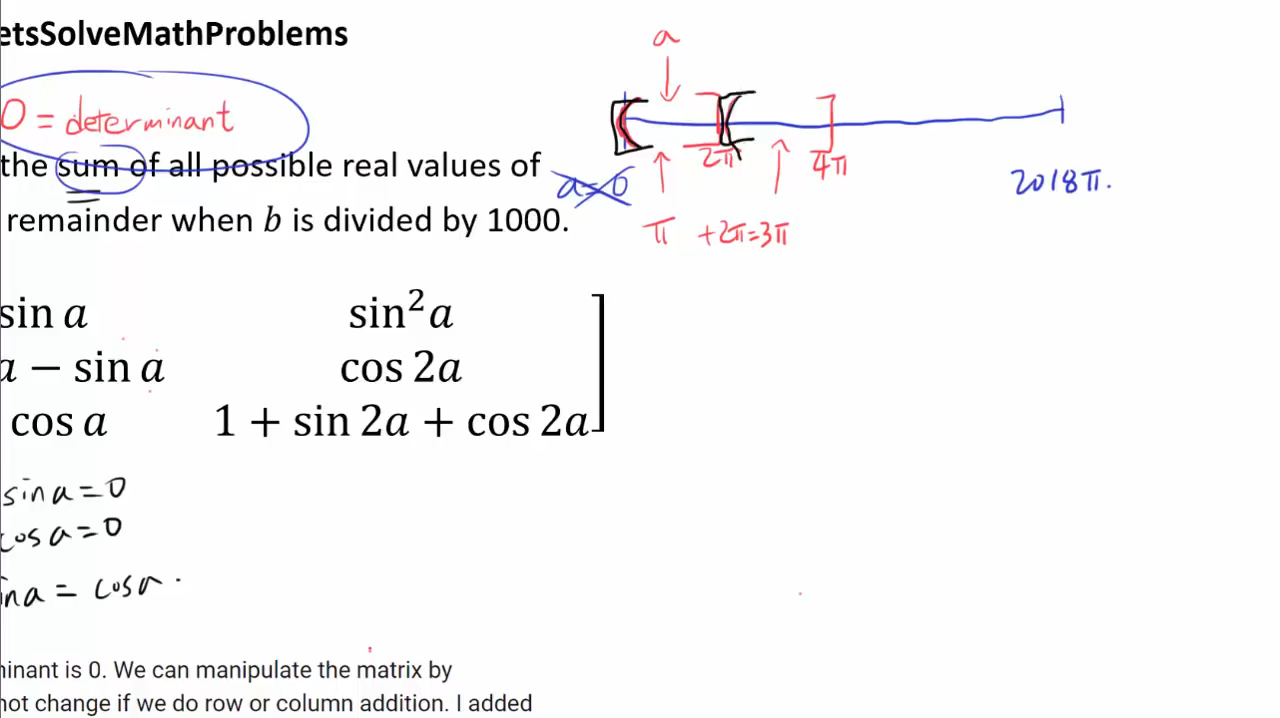 etsSolveMathProblems
a
0 = determinant
2π
4π
the sum of all possible real values of
a=0
2018π.
remainder when b is divided by 1000.
π +2π=3π
sin a sin²a
a − sin a cos 2a
cos a 1 + sin 2a + cos 2a
sin a = 0
cos a = 0
in a = cos a.
ninant is 0. We can manipulate the matrix by
not change if we do row or column addition. I added